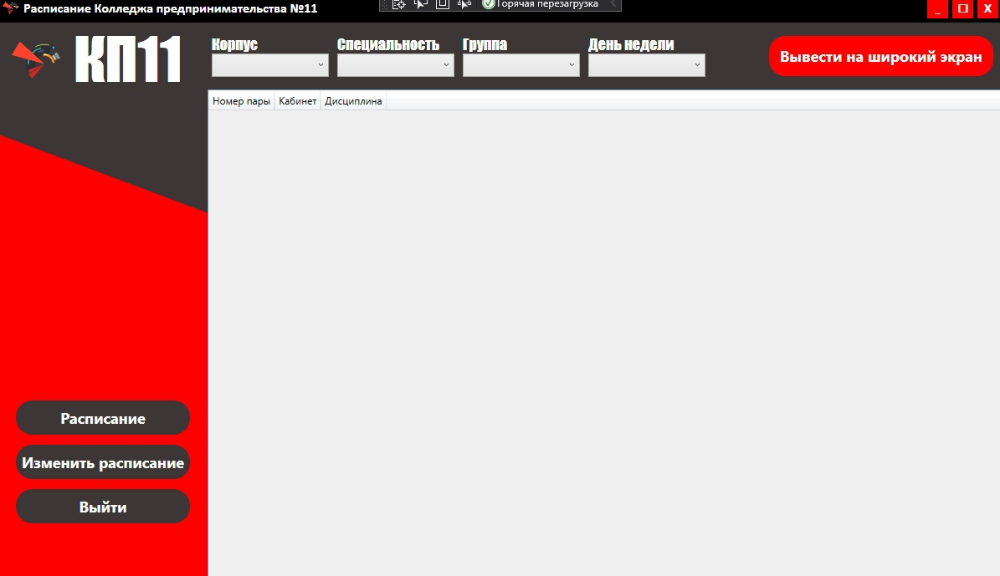 Расписание Колледжа предпринимательства №11
Горячая перезагрузка
КП11
Корпус
Специальность
Группа
День недели
Вывести на широкий экран
Номер пары Кабинет Дисциплина
Расписание
Изменить расписание
Выйти